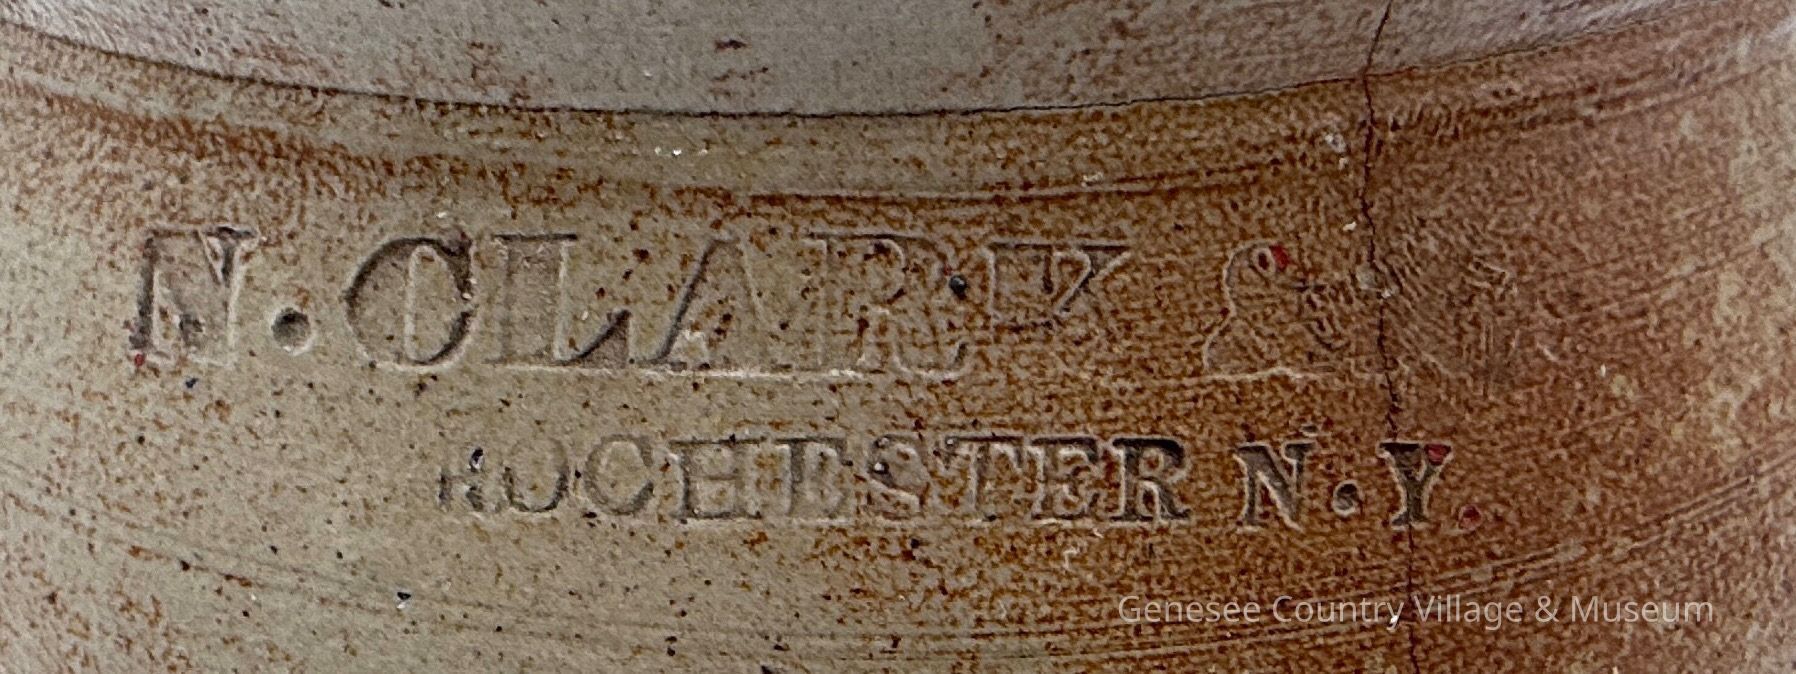 N. CLARK &
ROCHESTER N.Y.
Genesee Country Village & Museum